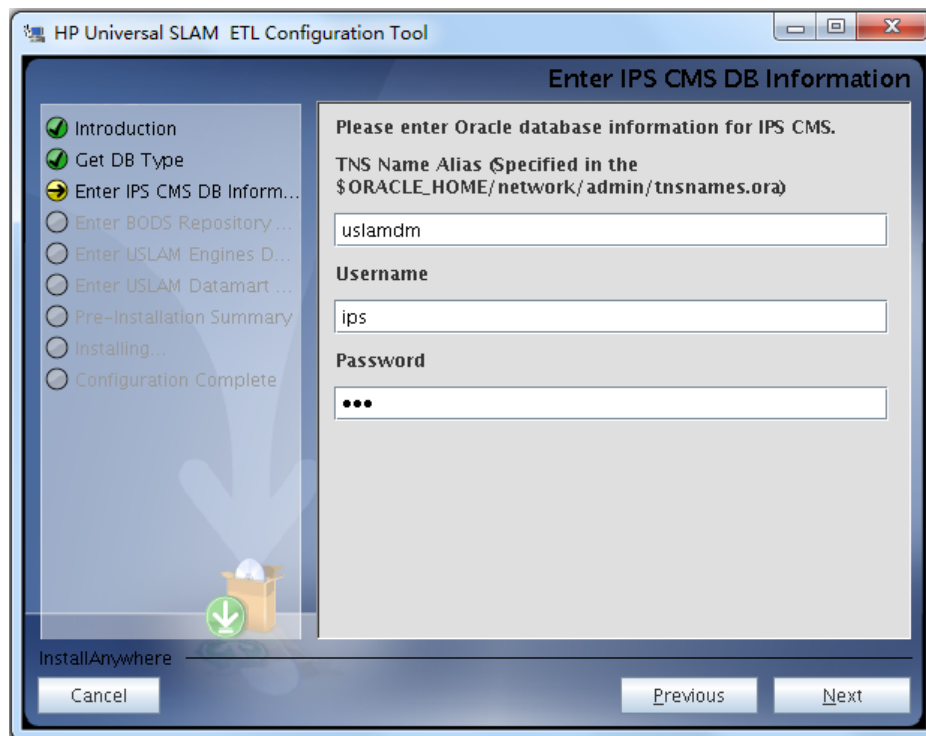 HP Universal SLAM ETL Configuration Tool
Enter IPS CMS DB Information
Introduction
Get DB Type
Enter IPS CMS DB Inform...
Enter BODS Repository ...
Enter USLAM Engines D...
Enter USLAM Datamart ...
Pre-Installation Summary
Installing...
Configuration Complete
Please enter Oracle database information for IPS CMS.
TNS Name Alias (Specified in the
$ORACLE_HOME/network/admin/tnsnames.ora)
uslamdm
Username
ips
Password
•••
InstallAnywhere
Cancel
Previous
Next